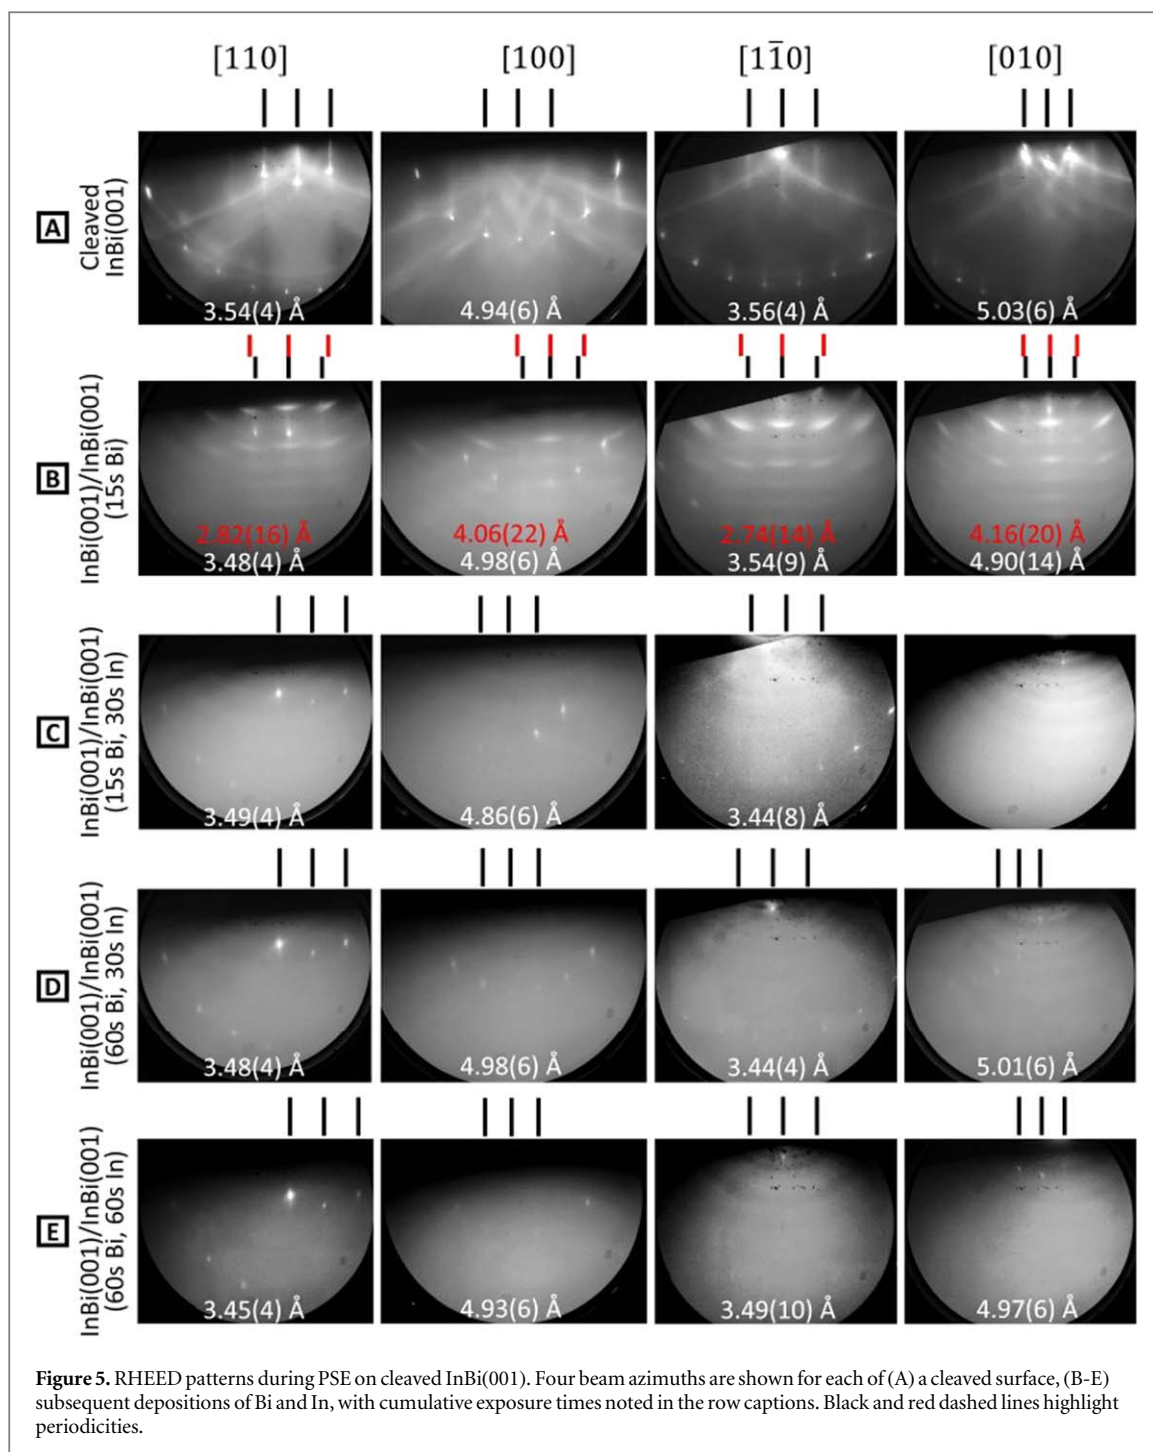 [110] [100] [11̅0] [010]
A
Cleaved
InBi(001)
3.54(4) Å 4.94(6) Å 3.56(4) Å 5.03(6) Å
B
InBi(001)/InBi(001)
(15s Bi)
2.82(16) Å 4.06(22) Å 2.74(14) Å 4.16(20) Å
3.48(4) Å 4.98(6) Å 3.54(9) Å 4.90(14) Å
C
InBi(001)/InBi(001)
(15s Bi, 30s In)
3.49(4) Å 4.86(6) Å 3.44(8) Å
D
InBi(001)/InBi(001)
(60s Bi, 30s In)
3.48(4) Å 4.98(6) Å 3.44(4) Å 5.01(6) Å
E
InBi(001)/InBi(001)
(60s Bi, 60s In)
3.45(4) Å 4.93(6) Å 3.49(10) Å 4.97(6) Å
Figure 5. RHEED patterns during PSE on cleaved InBi(001). Four beam azimuths are shown for each of (A) a cleaved surface, (B-E)
subsequent depositions of Bi and In, with cumulative exposure times noted in the row captions. Black and red dashed lines highlight
periodicities.